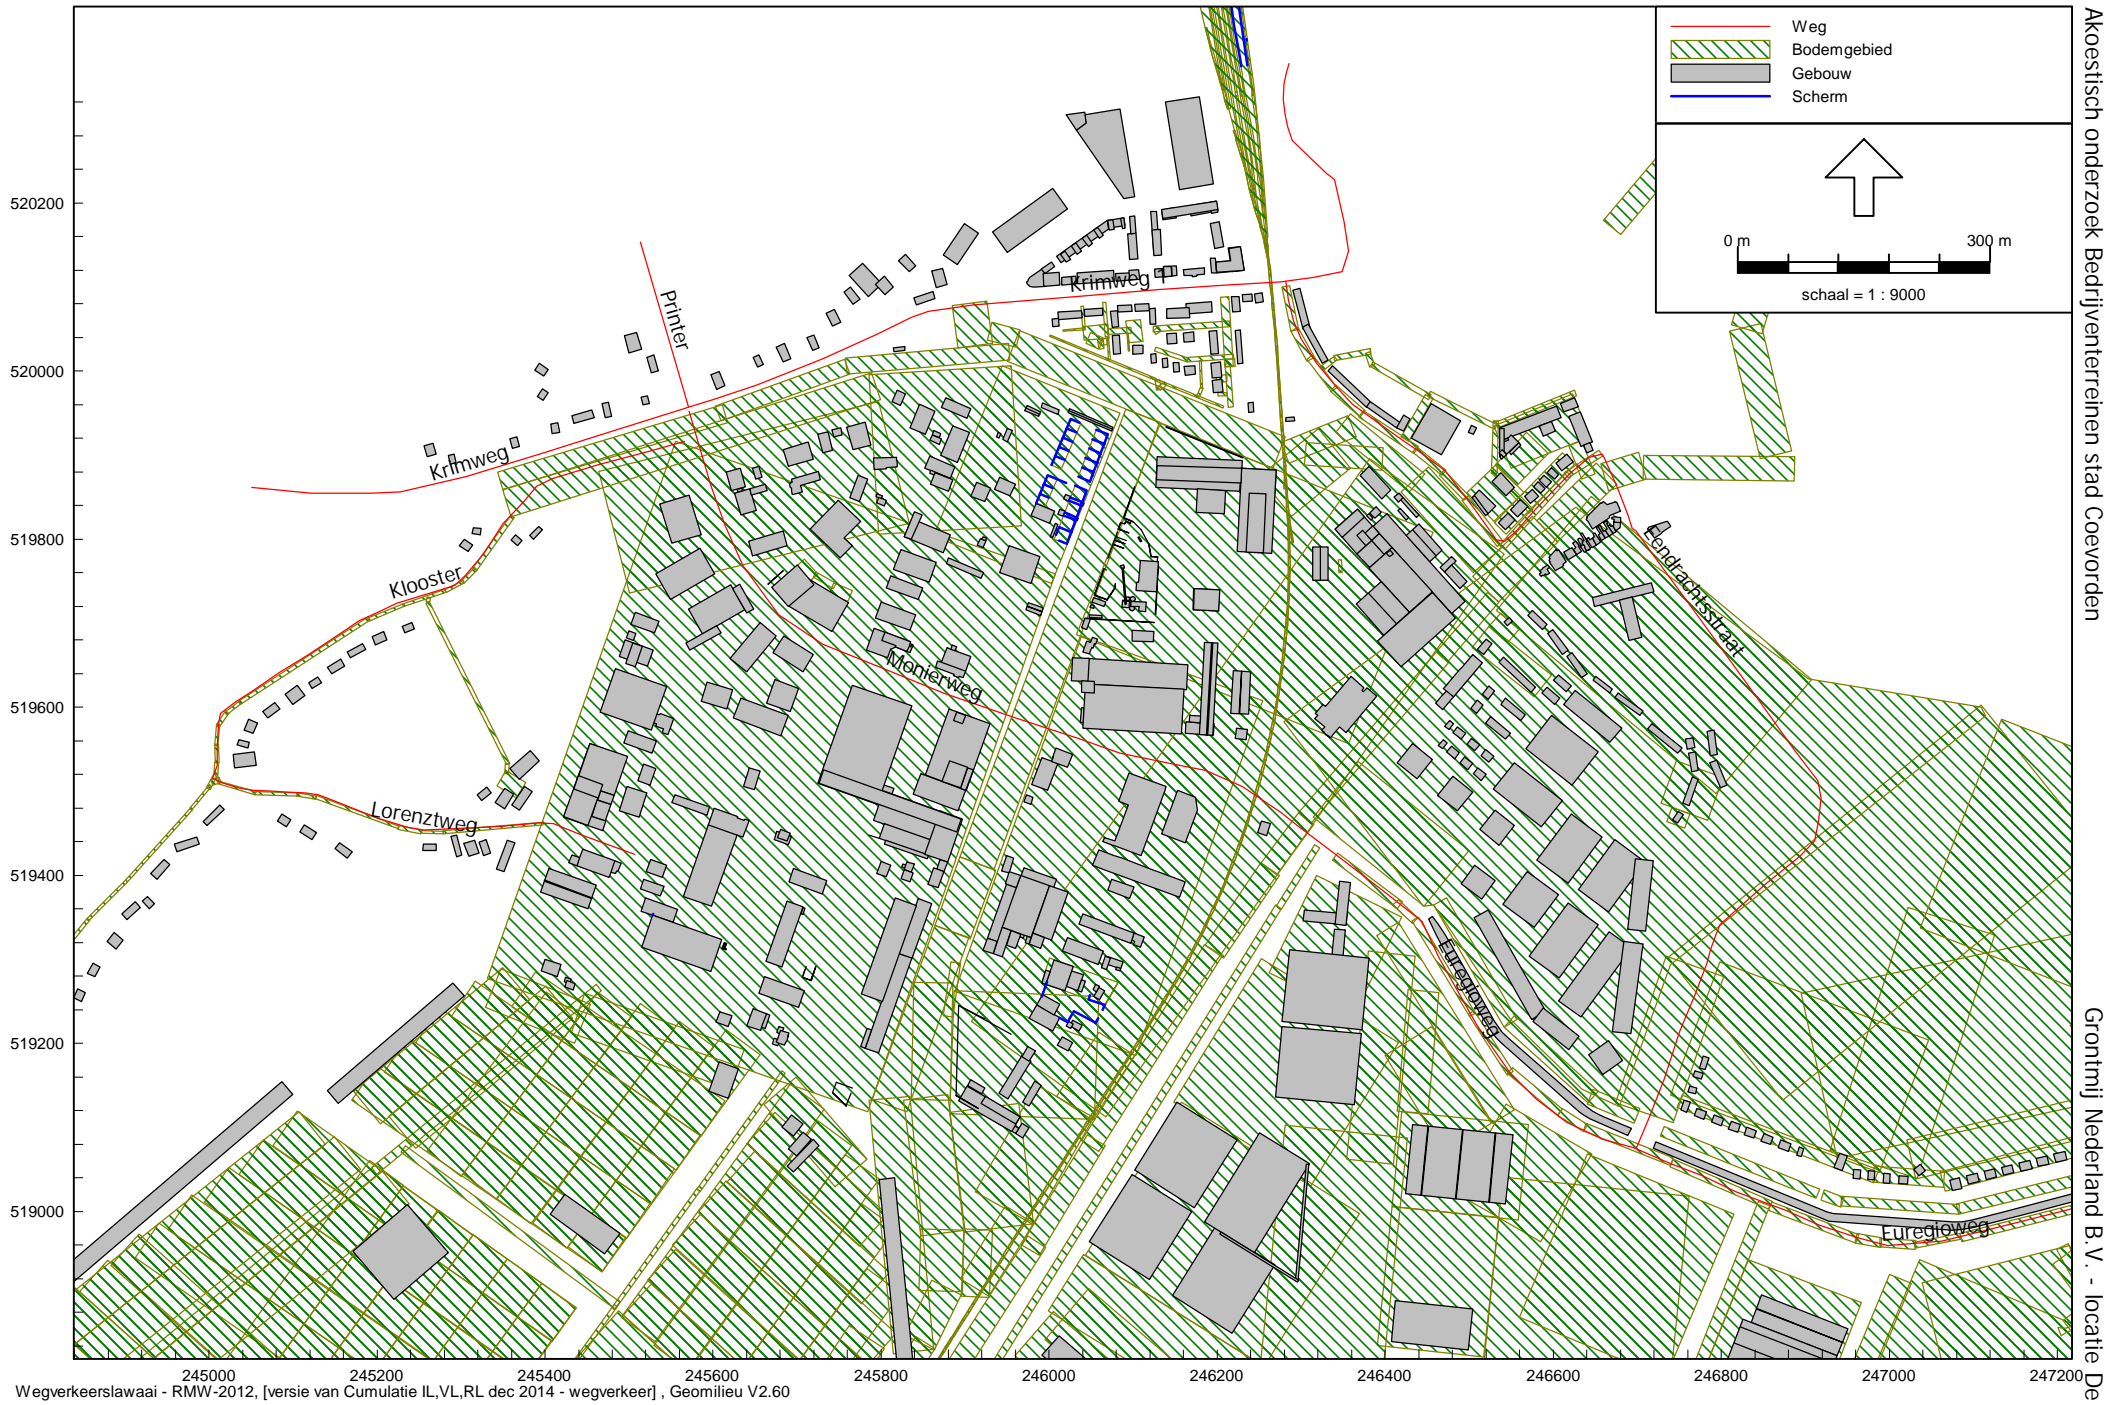 Weg
Bodemgebied
Gebouw
Scherm
0 m
300 m
schaal = 1 : 9000
520200
520000
519800
519600
519400
519200
519000
Krimweg 1
Printer
Krimweg
Klooster
Lorenztweg
Monierweg
Eendrachtsstraat
Euregioweg
Euregioweg
245000
245200
245400
245600
245800
246000
246200
246400
246600
246800
247000
247200
Wegverkeerslawaai - RMW-2012, [versie van Cumulatie IL,VL,RL dec 2014 - wegverkeer] , Geomilieu V2.60
Akoestisch onderzoek Bedrijventerreinen stad Coevorden
Grontmij Nederland B.V. - locatie De